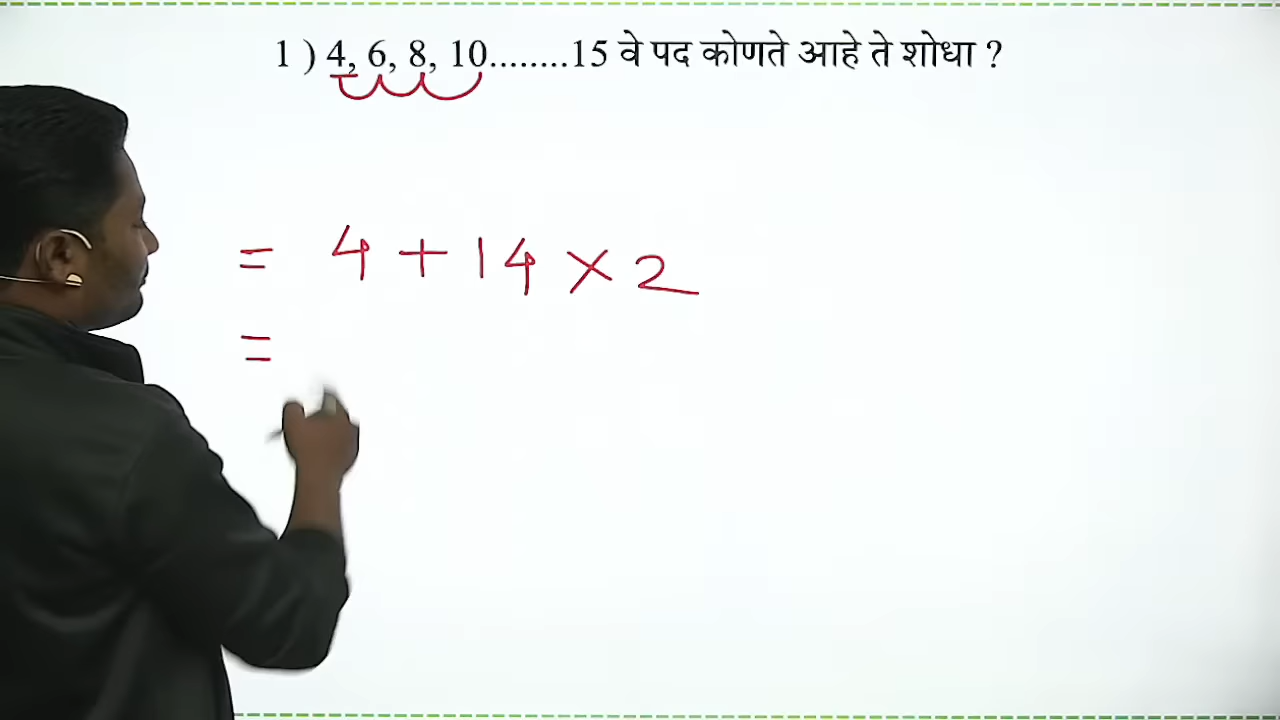 1 ) 4, 6, 8, 10........15 वे पद कोणते आहे ते शोधा ?
= 4 + 14 × 2
=